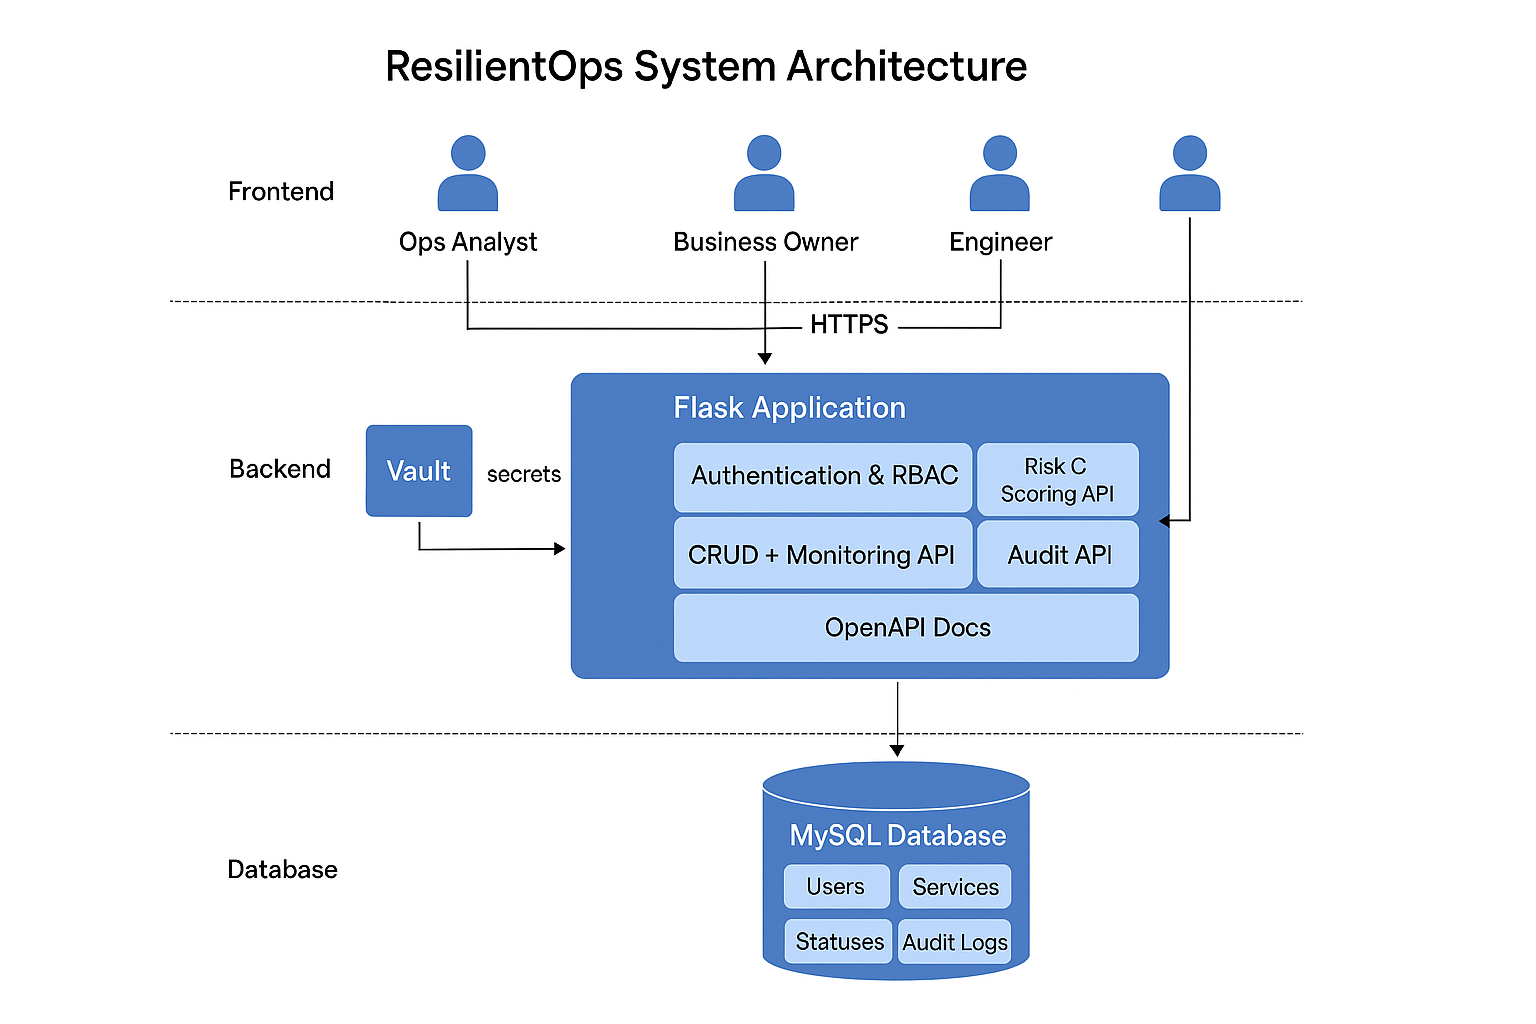 ResilientOps System Architecture
Frontend
Ops Analyst
Business Owner
Engineer
HTTPS
Flask Application
Backend
Vault
secrets
Authentication & RBAC
Risk C
Scoring API
CRUD + Monitoring API
Audit API
OpenAPI Docs
Database
MySQL Database
Users
Services
Statuses
Audit Logs